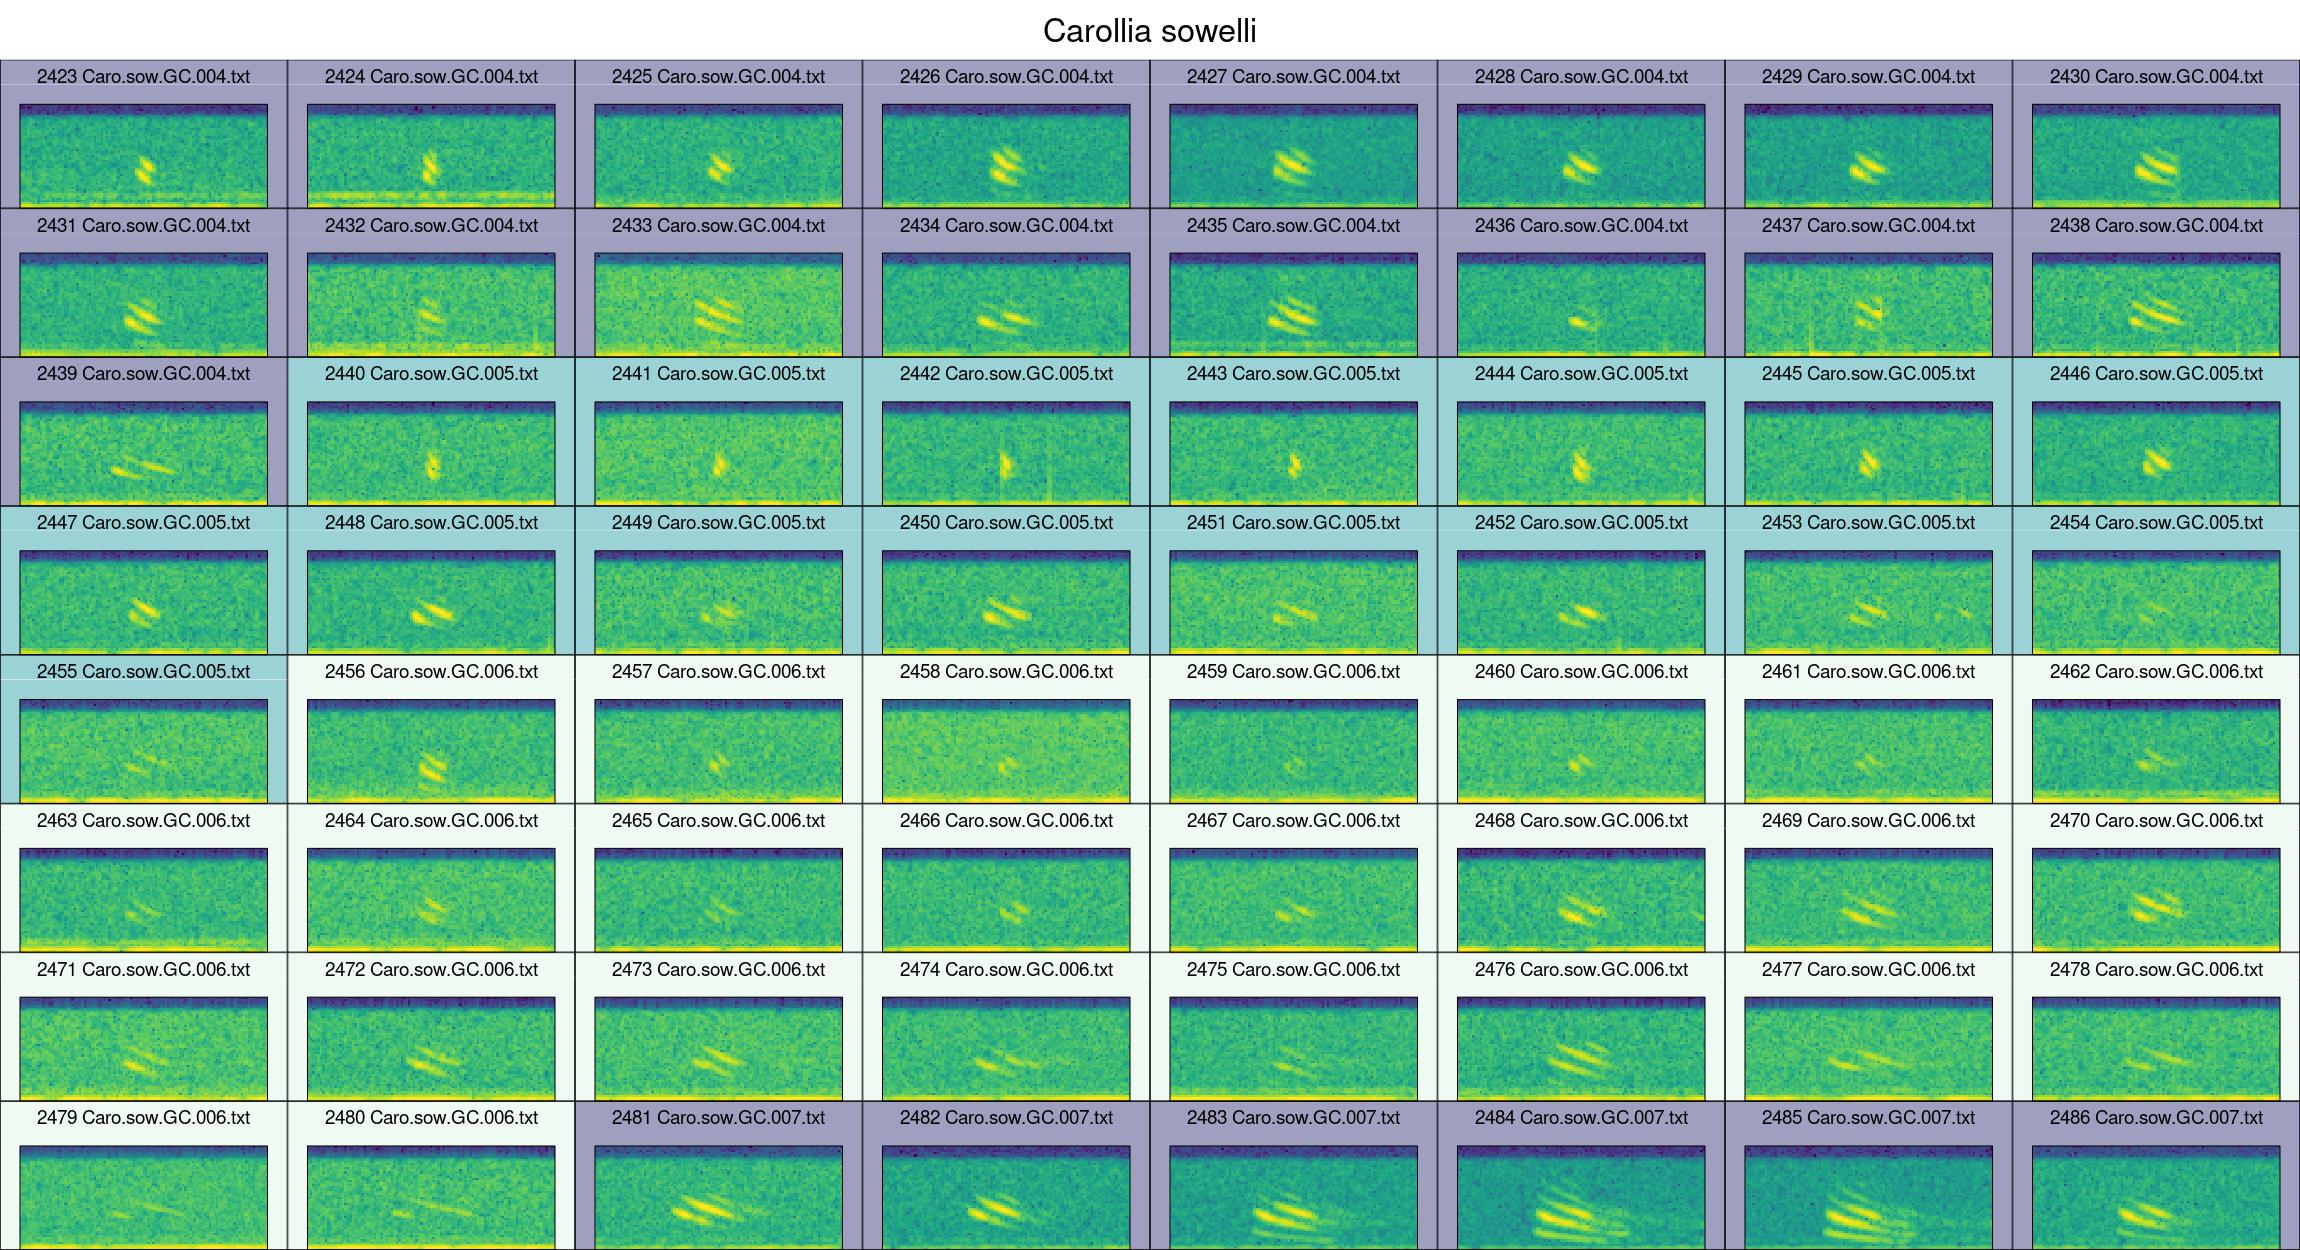 Carollia sowelli
2423 Caro.sow.GC.004.txt 2424 Caro.sow.GC.004.txt 2425 Caro.sow.GC.004.txt 2426 Caro.sow.GC.004.txt 2427 Caro.sow.GC.004.txt 2428 Caro.sow.GC.004.txt 2429 Caro.sow.GC.004.txt 2430 Caro.sow.GC.004.txt
2431 Caro.sow.GC.004.txt 2432 Caro.sow.GC.004.txt 2433 Caro.sow.GC.004.txt 2434 Caro.sow.GC.004.txt 2435 Caro.sow.GC.004.txt 2436 Caro.sow.GC.004.txt 2437 Caro.sow.GC.004.txt 2438 Caro.sow.GC.004.txt
2439 Caro.sow.GC.004.txt 2440 Caro.sow.GC.005.txt 2441 Caro.sow.GC.005.txt 2442 Caro.sow.GC.005.txt 2443 Caro.sow.GC.005.txt 2444 Caro.sow.GC.005.txt 2445 Caro.sow.GC.005.txt 2446 Caro.sow.GC.005.txt
2447 Caro.sow.GC.005.txt 2448 Caro.sow.GC.005.txt 2449 Caro.sow.GC.005.txt 2450 Caro.sow.GC.005.txt 2451 Caro.sow.GC.005.txt 2452 Caro.sow.GC.005.txt 2453 Caro.sow.GC.005.txt 2454 Caro.sow.GC.005.txt
2455 Caro.sow.GC.005.txt 2456 Caro.sow.GC.006.txt 2457 Caro.sow.GC.006.txt 2458 Caro.sow.GC.006.txt 2459 Caro.sow.GC.006.txt 2460 Caro.sow.GC.006.txt 2461 Caro.sow.GC.006.txt 2462 Caro.sow.GC.006.txt
2463 Caro.sow.GC.006.txt 2464 Caro.sow.GC.006.txt 2465 Caro.sow.GC.006.txt 2466 Caro.sow.GC.006.txt 2467 Caro.sow.GC.006.txt 2468 Caro.sow.GC.006.txt 2469 Caro.sow.GC.006.txt 2470 Caro.sow.GC.006.txt
2471 Caro.sow.GC.006.txt 2472 Caro.sow.GC.006.txt 2473 Caro.sow.GC.006.txt 2474 Caro.sow.GC.006.txt 2475 Caro.sow.GC.006.txt 2476 Caro.sow.GC.006.txt 2477 Caro.sow.GC.006.txt 2478 Caro.sow.GC.006.txt
2479 Caro.sow.GC.006.txt 2480 Caro.sow.GC.006.txt 2481 Caro.sow.GC.007.txt 2482 Caro.sow.GC.007.txt 2483 Caro.sow.GC.007.txt 2484 Caro.sow.GC.007.txt 2485 Caro.sow.GC.007.txt 2486 Caro.sow.GC.007.txt